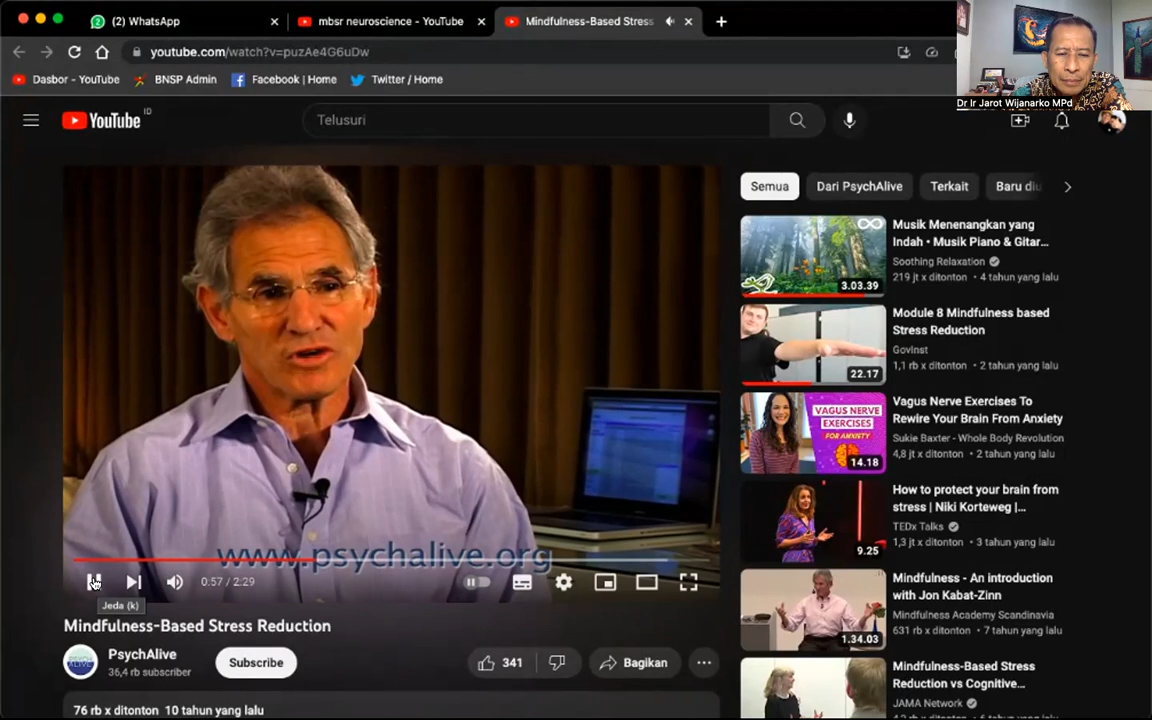 (2) WhatsApp
mbsr neuroscience - YouTube
Mindfulness-Based Stress
youtube.com/watch?v=puzAe4G6uDw
Dasbor - YouTube
BNSP Admin
Facebook | Home
Twitter / Home
Dr Ir Jarot Wijanarko MPd
YouTube ID
Telusuri
Semua
Dari PsychAlive
Terkait
Baru diu
www.psychalive.org
0:57 / 2:29
Jeda (k)
Mindfulness-Based Stress Reduction
PSYCH ALIVE
PsychAlive
36,4 rb subscriber
Subscribe
341
Bagikan
76 rb x ditonton 10 tahun yang lalu
3.03.39
Musik Menenangkan yang
Indah • Musik Piano & Gitar...
Soothing Relaxation
219 jt x ditonton • 4 tahun yang lalu
22.17
Module 8 Mindfulness based
Stress Reduction
GovInst
1,1 rb x ditonton • 2 tahun yang lalu
VAGUS NERVE
EXERCISES
FOR ANXIETY
14.18
Vagus Nerve Exercises To
Rewire Your Brain From Anxiety
Sukie Baxter - Whole Body Revolution
4,8 jt x ditonton • 2 tahun yang lalu
9.25
How to protect your brain from
stress | Niki Korteweg |...
TEDx Talks
1,3 jt x ditonton • 3 tahun yang lalu
1.34.03
Mindfulness - An introduction
with Jon Kabat-Zinn
Mindfulness Academy Scandinavia
631 rb x ditonton • 7 tahun yang lalu
Mindfulness-Based Stress
Reduction vs Cognitive...
JAMA Network